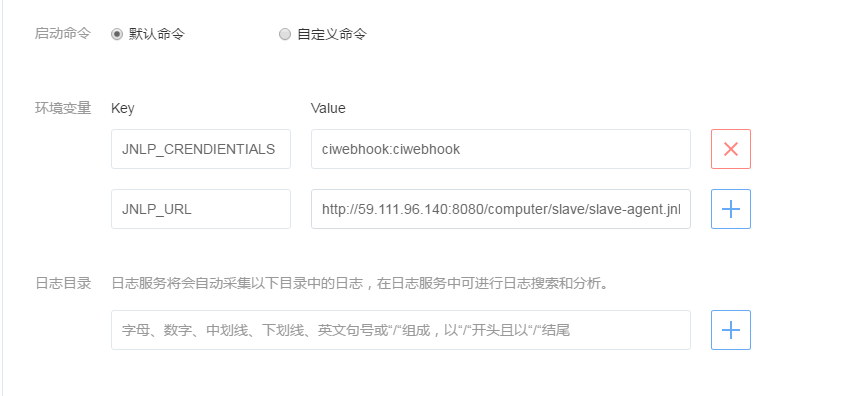 启动命令 默认命令 自定义命令
环境变量 Key Value
JNLP_CRENDIENTIALS ciwebhook:ciwebhook
JNLP_URL http://59.111.96.140:8080/computer/slave/slave-agent.jnl
日志目录 日志服务将会自动采集以下目录中的日志，在日志服务中可进行日志搜索和分析。
字母、数字、中划线、下划线、英文句号或“/“组成，以“/“开头且以“/“结尾